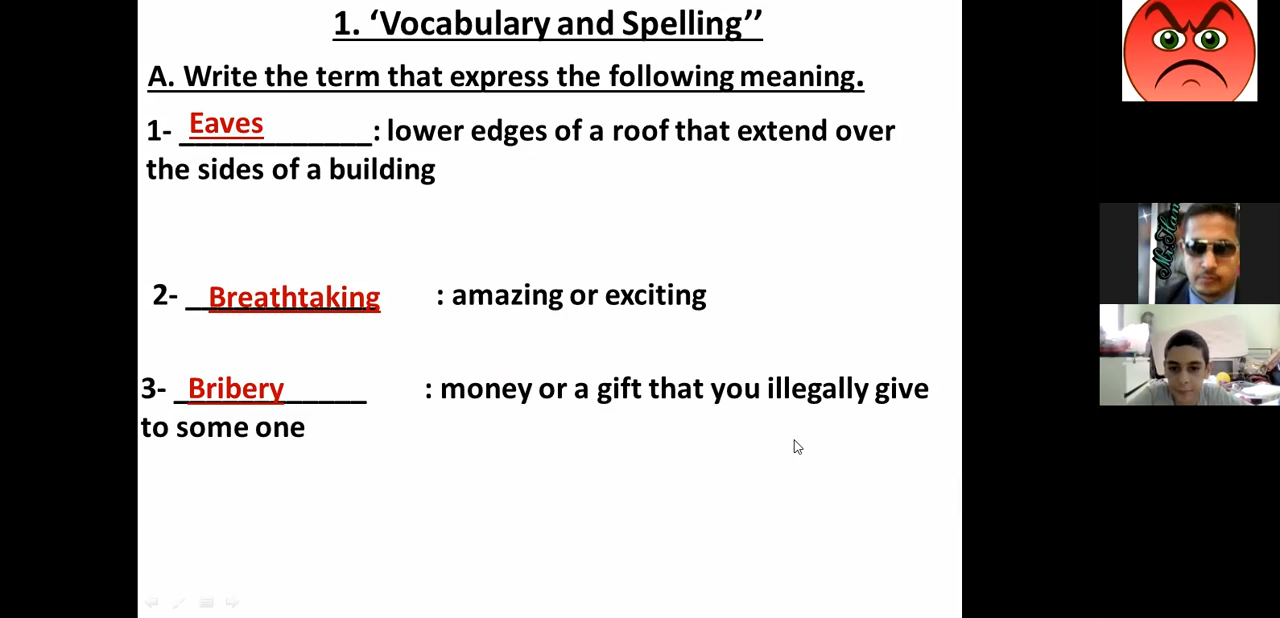 1. ‘Vocabulary and Spelling’’
A. Write the term that express the following meaning.
1- Eaves____________: lower edges of a roof that extend over
the sides of a building
2- Breathtaking : amazing or exciting
3- Bribery : money or a gift that you illegally give
to some one